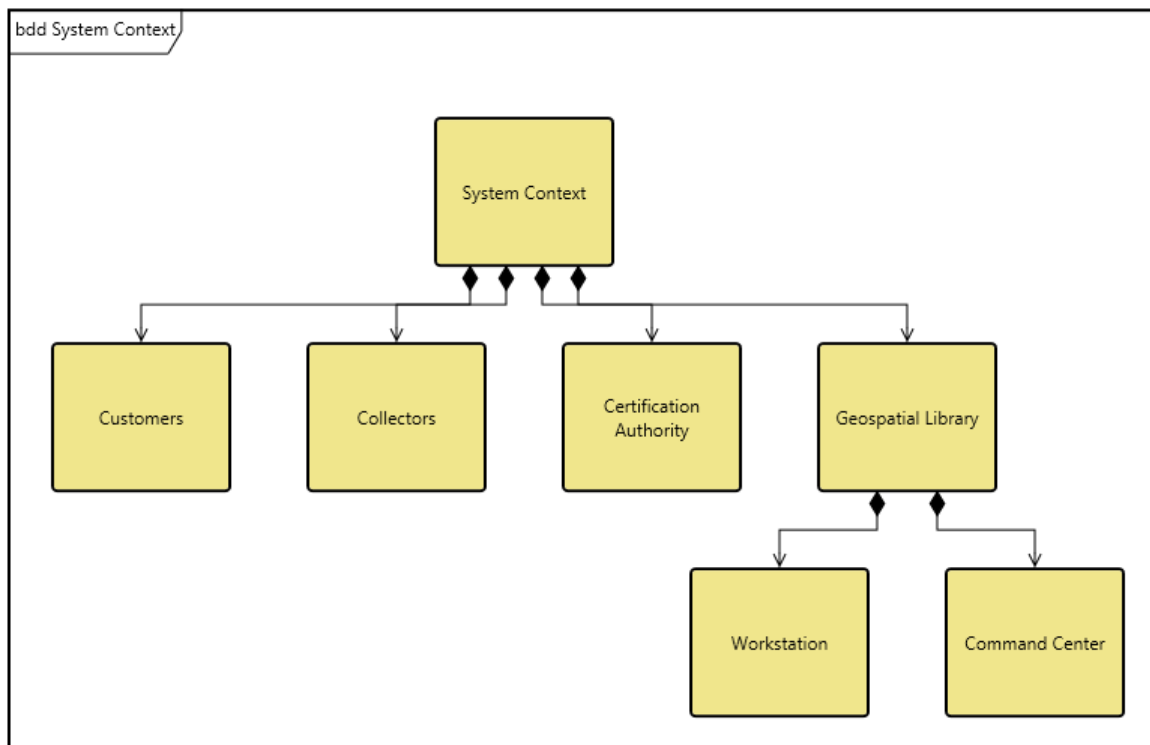 bdd System Context
System Context
Customers
Collectors
Certification
Authority
Geospatial Library
Workstation
Command Center